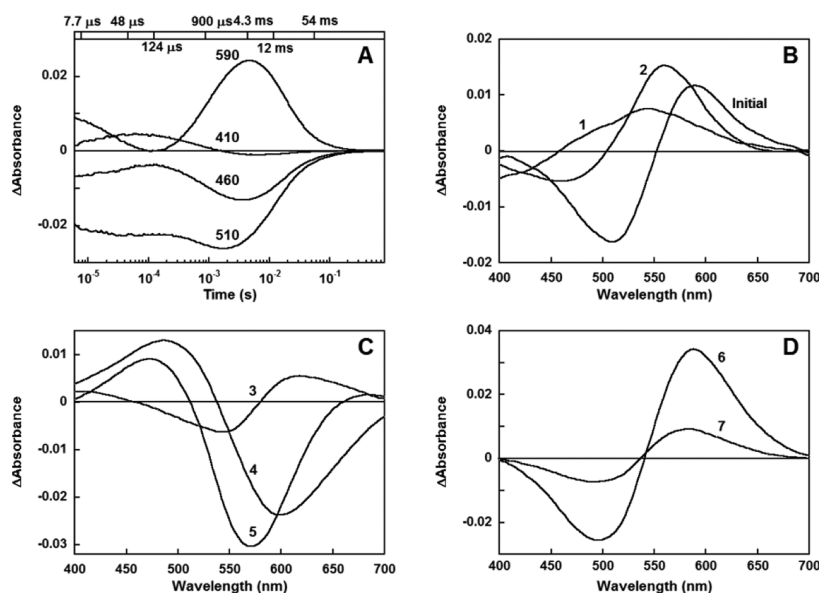 7.7 µs 48 µs 900 µs 4.3 ms 54 ms
124 µs 12 ms
A
590
410
460
510
0.02
0
-0.02
ΔAbsorbance
10-5 10-4 10-3 10-2 10-1
Time (s)
B
2
1
Initial
0.02
0.01
0
-0.01
-0.02
ΔAbsorbance
400 450 500 550 600 650 700
Wavelength (nm)
C
3
4
5
0.01
0
-0.01
-0.02
-0.03
ΔAbsorbance
400 450 500 550 600 650 700
Wavelength (nm)
D
6
7
0.04
0.02
0
-0.02
ΔAbsorbance
400 450 500 550 600 650 700
Wavelength (nm)